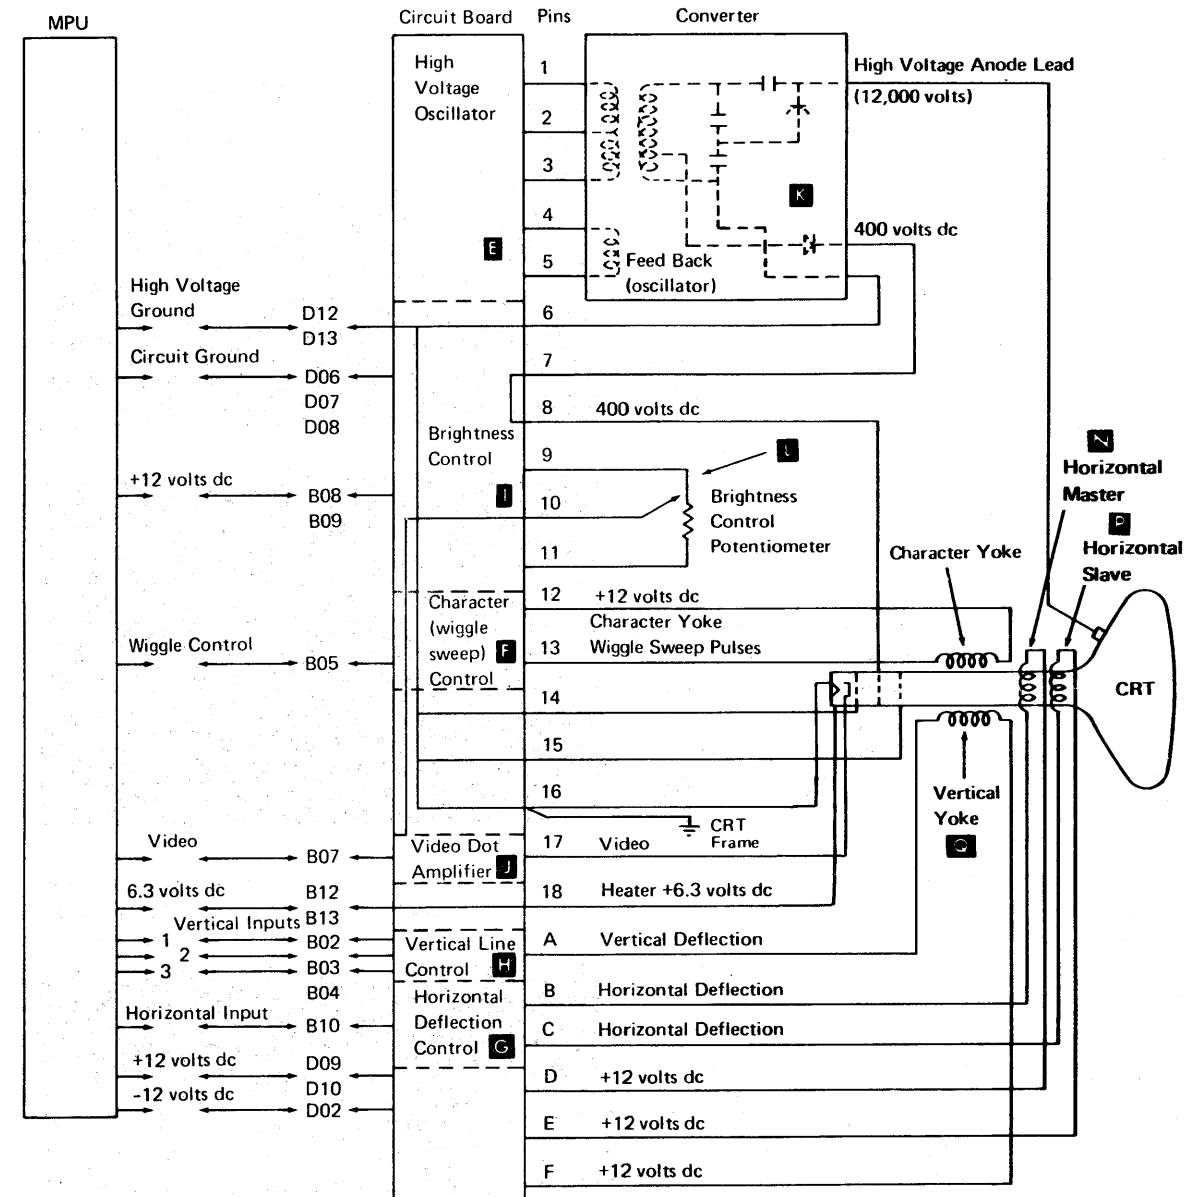 MPU
Circuit Board
Pins
Converter
High
Voltage
Oscillator
1
2
3
4
5
6
7
8
9
10
11
12
13
14
15
16
17
18
A
B
C
D
E
F
High Voltage Anode Lead
(12,000 volts)
K
400 volts dc
E
Feed Back
(oscillator)
High Voltage
Ground
D12
D13
Circuit Ground
D06
D07
D08
400 volts dc
Brightness
Control
I
L
Brightness
Control
Potentiometer
+12 volts dc
B08
B09
N
Horizontal
Master
P
Horizontal
Slave
Character Yoke
+12 volts dc
Character
(wiggle
sweep)
Control
F
Character Yoke
Wiggle Sweep Pulses
Wiggle Control
B05
CRT
Vertical
Yoke
Q
CRT
Frame
Video
B07
Video Dot
Amplifier
J
Video
6.3 volts dc
B12
B13
Heater +6.3 volts dc
Vertical Inputs
1
2
3
B02
B03
B04
Vertical Line
Control
H
Vertical Deflection
Horizontal Input
B10
Horizontal
Deflection
Control
G
Horizontal Deflection
Horizontal Deflection
+12 volts dc
D09
D10
-12 volts dc
D02
+12 volts dc
+12 volts dc
+12 volts dc